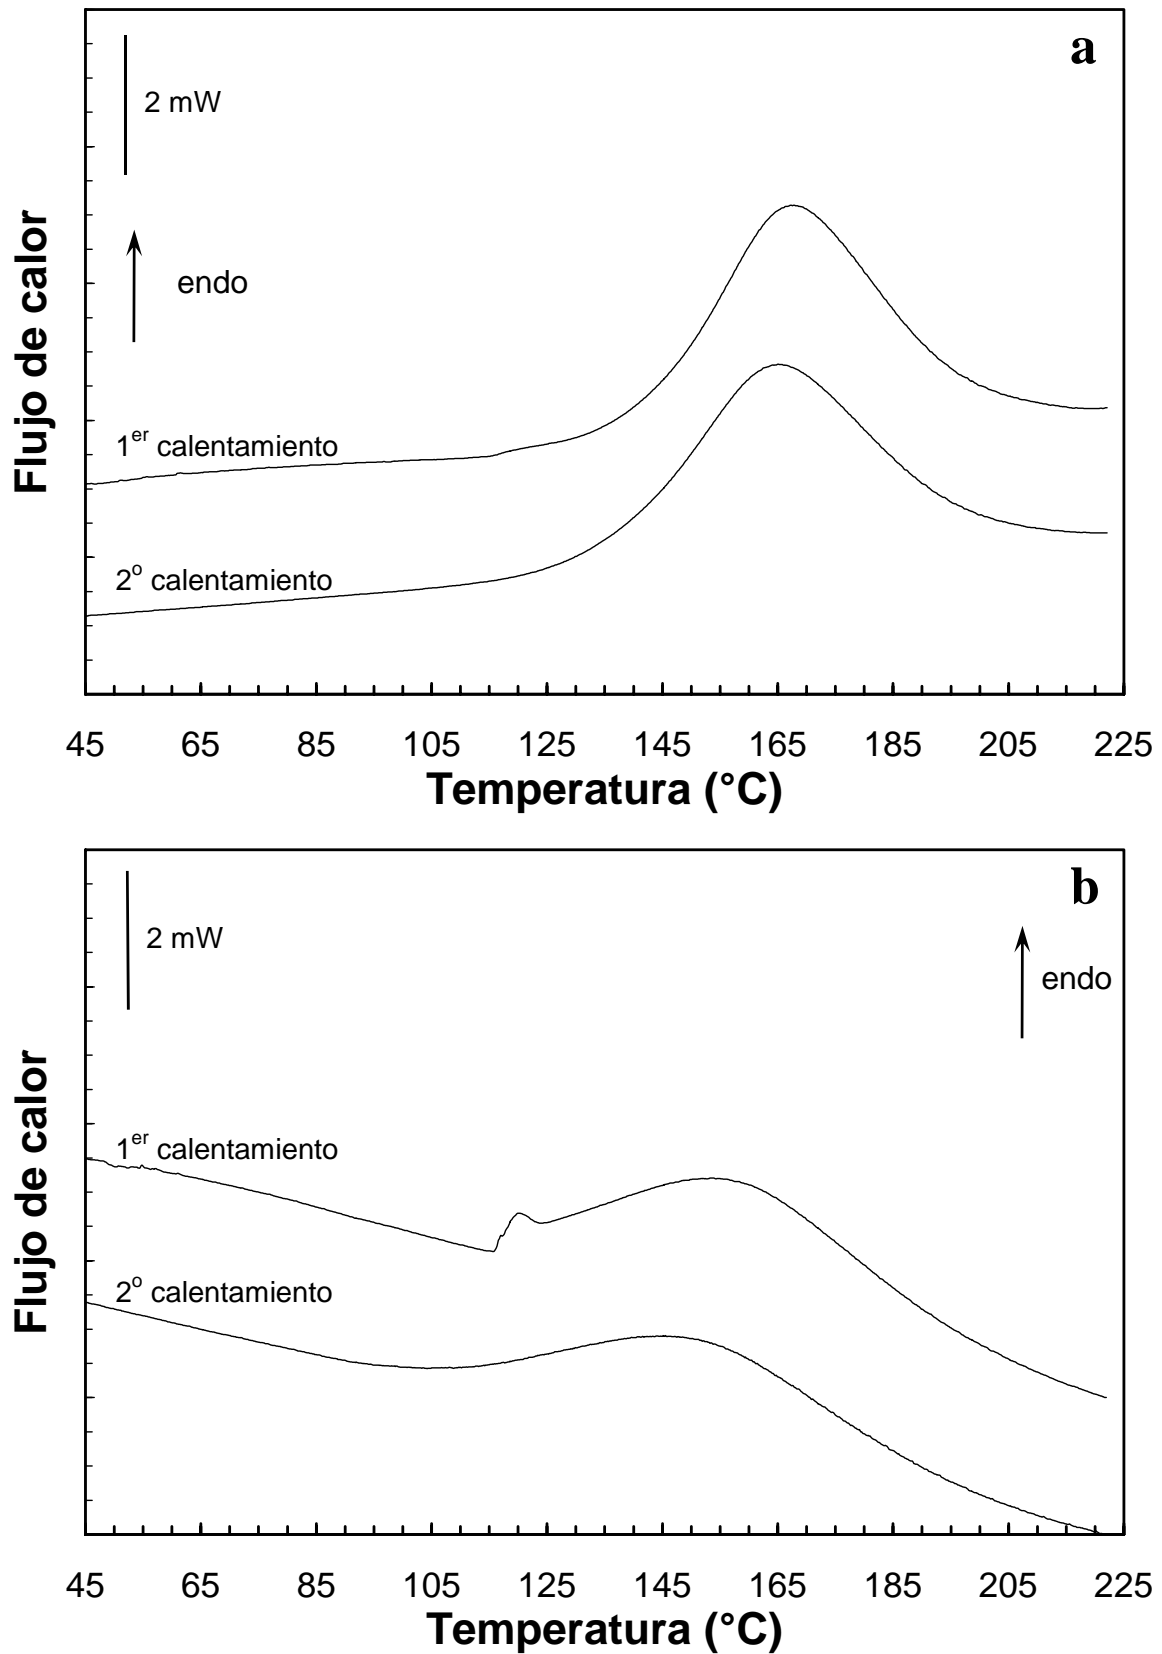 a
2 mW
endo
Flujo de calor
1er calentamiento
2o calentamiento
45 65 85 105 125 145 165 185 205 225
Temperatura (°C)
b
2 mW
endo
Flujo de calor
1er calentamiento
2o calentamiento
45 65 85 105 125 145 165 185 205 225
Temperatura (°C)